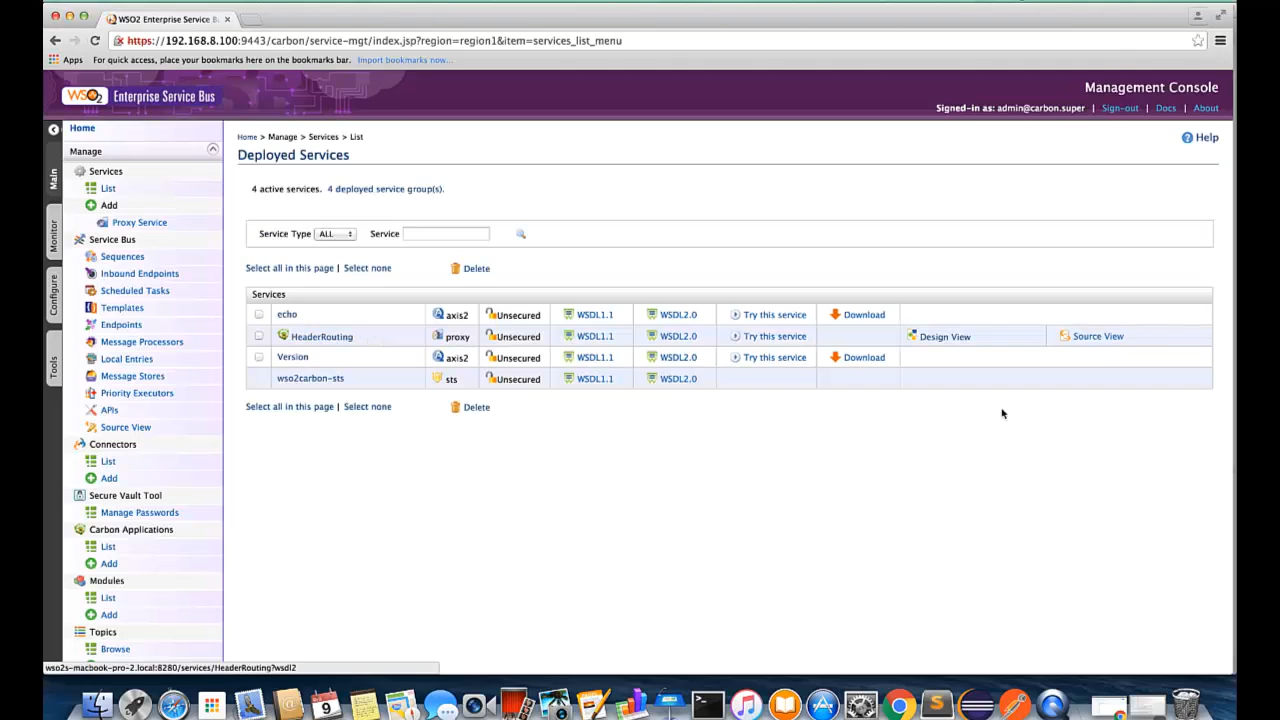 WSO2 Enterprise Service B
https://192.168.8.100:9443/carbon/service-mgt/index.jsp?region=region1&item=services_list_menu
Apps For quick access, place your bookmarks here on the bookmarks bar. Import bookmarks now...
WSO2 Enterprise Service Bus
Management Console
Signed-in as: admin@carbon.super | Sign-out | Docs | About
Home
Manage
Services
List
Add
Proxy Service
Service Bus
Sequences
Inbound Endpoints
Scheduled Tasks
Templates
Endpoints
Message Processors
Local Entries
Message Stores
Priority Executors
APIs
Source View
Connectors
List
Add
Secure Vault Tool
Manage Passwords
Carbon Applications
List
Add
Modules
List
Add
Topics
Browse
Main
Monitor
Configure
Tools
Home > Manage > Services > List
Help
Deployed Services
4 active services. 4 deployed service group(s).
Service Type ALL Service
Select all in this page | Select none Delete
Services
echo axis2 Unsecured WSDL1.1 WSDL2.0 Try this service Download
HeaderRouting proxy Unsecured WSDL1.1 WSDL2.0 Try this service Design View Source View
Version axis2 Unsecured WSDL1.1 WSDL2.0 Try this service Download
wso2carbon-sts sts Unsecured WSDL1.1 WSDL2.0
Select all in this page | Select none Delete
wso2s-macbook-pro-2.local:8280/services/HeaderRouting?wsdl2
9